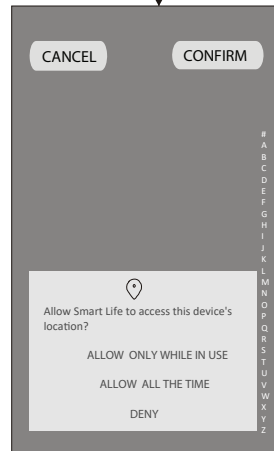 CANCEL
CONFIRM
#
A
B
C
D
E
F
G
H
I
J
K
L
M
N
O
P
Q
R
S
T
U
V
W
X
Y
Z
Allow Smart Life to access this device's
location?
ALLOW ONLY WHILE IN USE
ALLOW ALL THE TIME
DENY